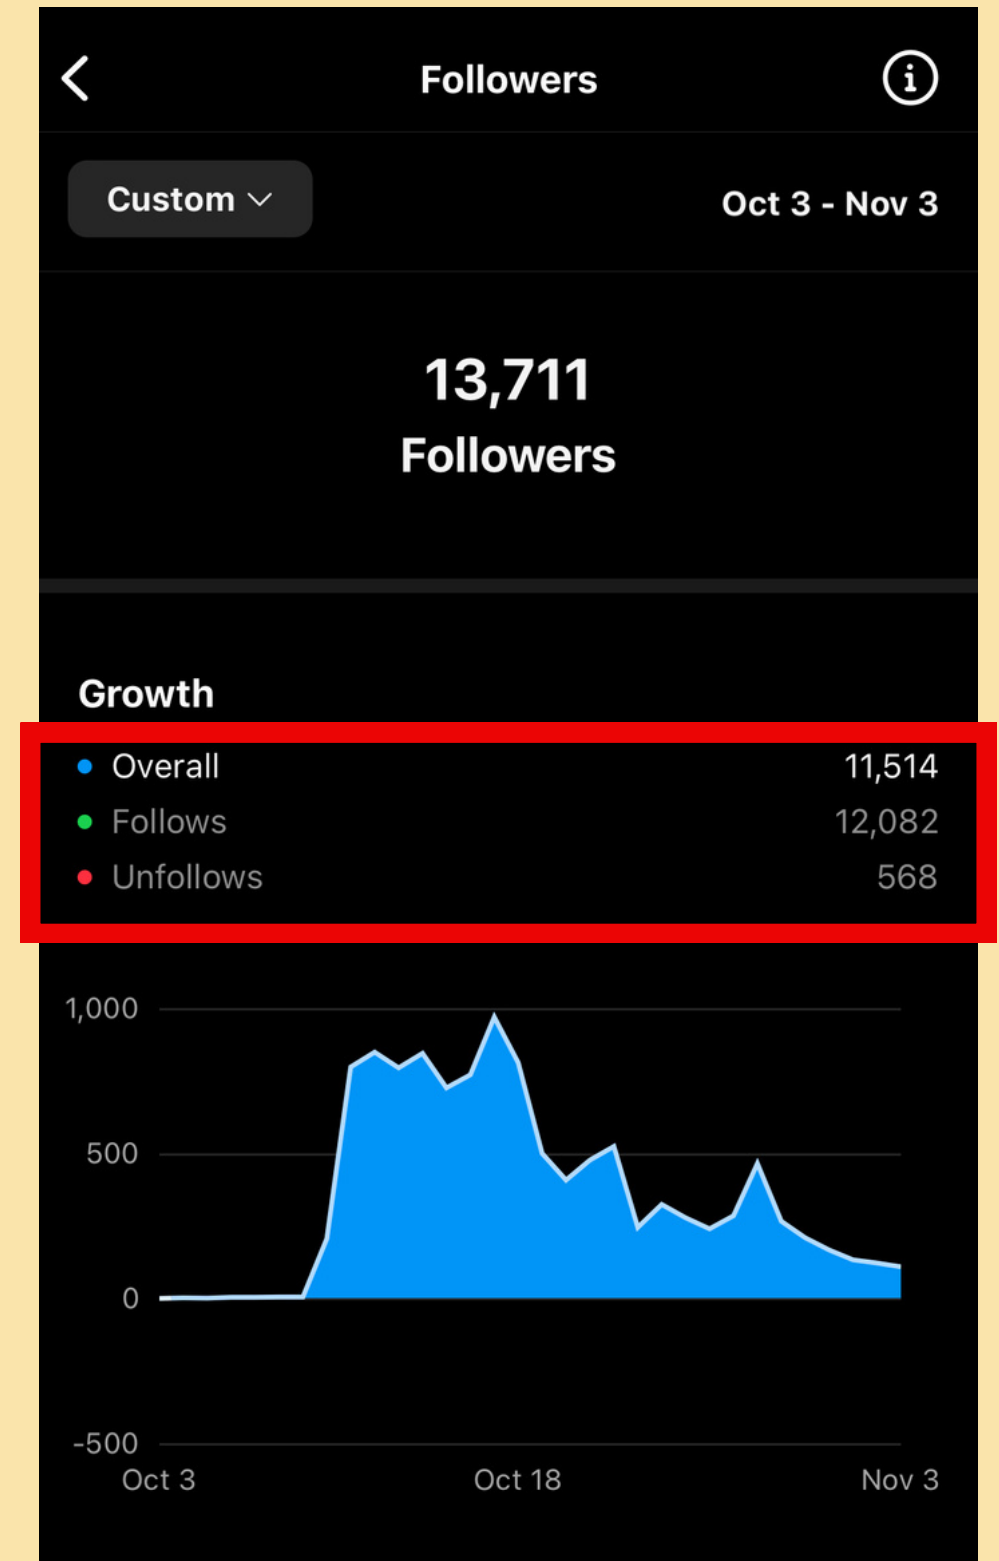 Followers
Custom
Oct 3 - Nov 3
13,711
Followers
Growth
Overall 11,514
Follows 12,082
Unfollows 568
1,000
500
0
-500
Oct 3 Oct 18 Nov 3